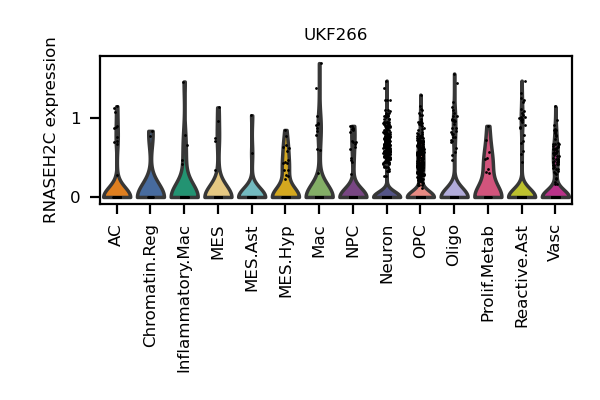 UKF266
RNASEH2C expression
1
0
AC
Chromatin.Reg
Inflammatory.Mac
MES
MES.Ast
MES.Hyp
Mac
NPC
Neuron
OPC
Oligo
Prolif.Metab
Reactive.Ast
Vasc